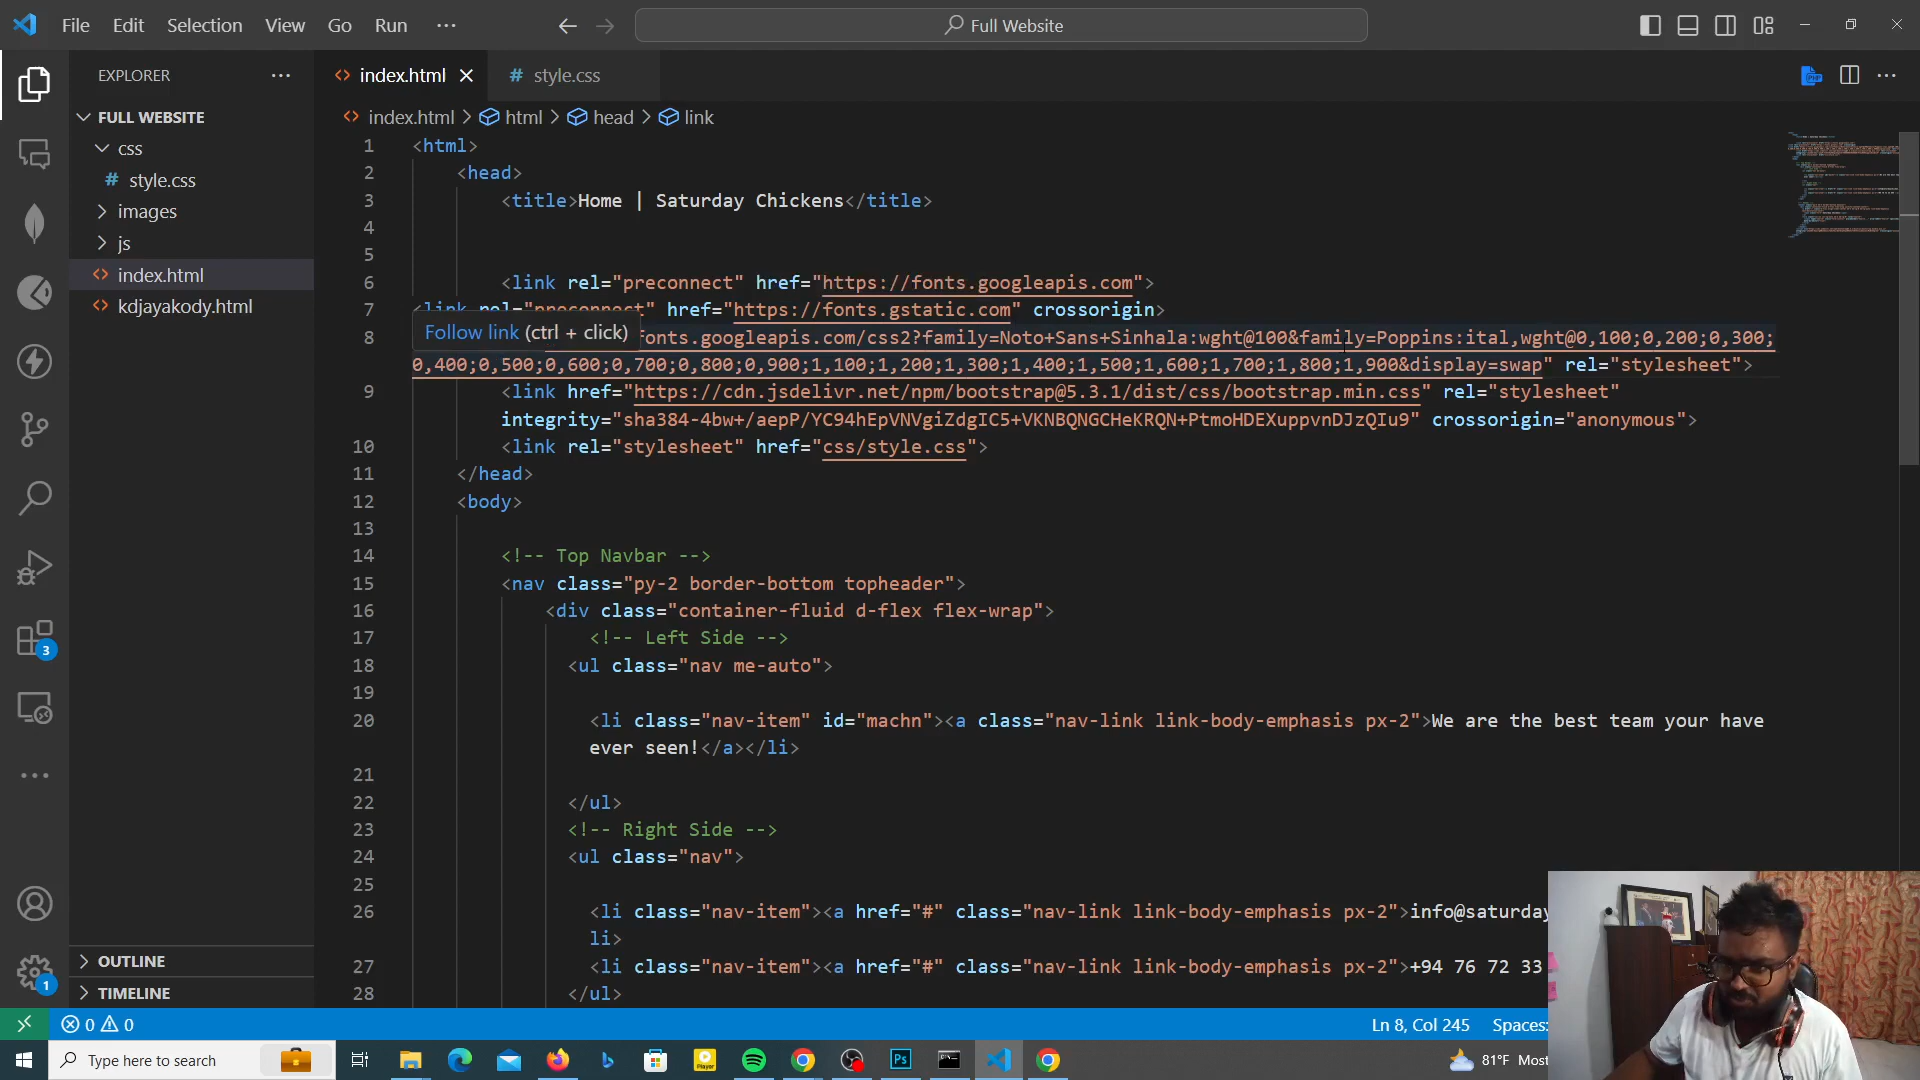 File Edit Selection View Go Run ··· Full Website
EXPLORER
index.html style.css
FULL WEBSITE
css
style.css
images
js
index.html
kdjayakody.html
OUTLINE
TIMELINE
index.html > html > head > link
1 <html>
2 <head>
3 <title>Home | Saturday Chickens</title>
4
5
6 <link rel="preconnect" href="https://fonts.googleapis.com">
7 <link rel="preconnect" href="https://fonts.gstatic.com" crossorigin>
Follow link (ctrl + click)
8 fonts.googleapis.com/css2?family=Noto+Sans+Sinhala:wght@100&family=Poppins:ital,wght@0,100;0,200;0,300;
0,400;0,500;0,600;0,700;0,800;0,900;1,100;1,200;1,300;1,400;1,500;1,600;1,700;1,800;1,900&display=swap" rel="stylesheet">
9 <link href="https://cdn.jsdelivr.net/npm/bootstrap@5.3.1/dist/css/bootstrap.min.css" rel="stylesheet"
integrity="sha384-4bw+/aepP/YC94hEpVNVgiZdgIC5+VKNBQNGCHeKRQN+PtmoHDEXuppvnDJzQIu9" crossorigin="anonymous">
10 <link rel="stylesheet" href="css/style.css">
11 </head>
12 <body>
13
14 <!-- Top Navbar -->
15 <nav class="py-2 border-bottom topheader">
16 <div class="container-fluid d-flex flex-wrap">
17 <!-- Left Side -->
18 <ul class="nav me-auto">
19
20 <li class="nav-item" id="machn"><a class="nav-link link-body-emphasis px-2">We are the best team your have
ever seen!</a></li>
21
22 </ul>
23 <!-- Right Side -->
24 <ul class="nav">
25
26 <li class="nav-item"><a href="#" class="nav-link link-body-emphasis px-2">info@saturday
li>
27 <li class="nav-item"><a href="#" class="nav-link link-body-emphasis px-2">+94 76 72 33
28 </ul>
3
1
0 0 Ln 8, Col 245 Spaces:
Type here to search Player Ps 81°F Most